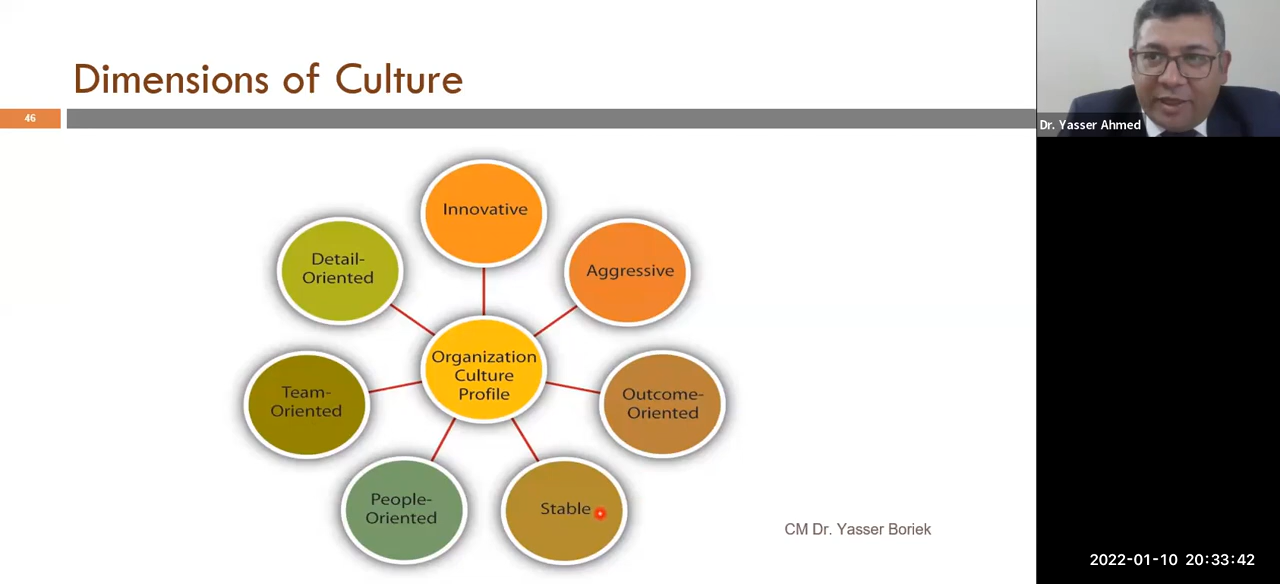 Dimensions of Culture
46
Dr. Yasser Ahmed
Innovative
Detail-
Oriented
Aggressive
Organization
Culture
Profile
Team-
Oriented
Outcome-
Oriented
People-
Oriented
Stable
CM Dr. Yasser Boriek
2022-01-10 20:33:42